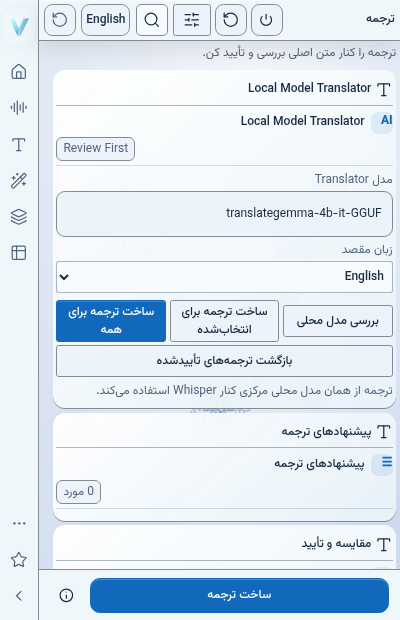 ترجمه
English
ترجمه را کنار متن اصلی بررسی و تأیید کن.
Local Model Translator
AI
Local Model Translator
Review First
مدل Translator
translategemma-4b-it-GGUF
زبان مقصد
English
بررسی مدل محلی
ساخت ترجمه برای
انتخاب‌شده
ساخت ترجمه برای
همه
بازگشت ترجمه‌های تأییدشده
ترجمه از همان مدل محلی مرکزی کنار Whisper استفاده می‌کند.
پیشنهادهای ترجمه
پیشنهادهای ترجمه
0 مورد
مقایسه و تأیید
ساخت ترجمه